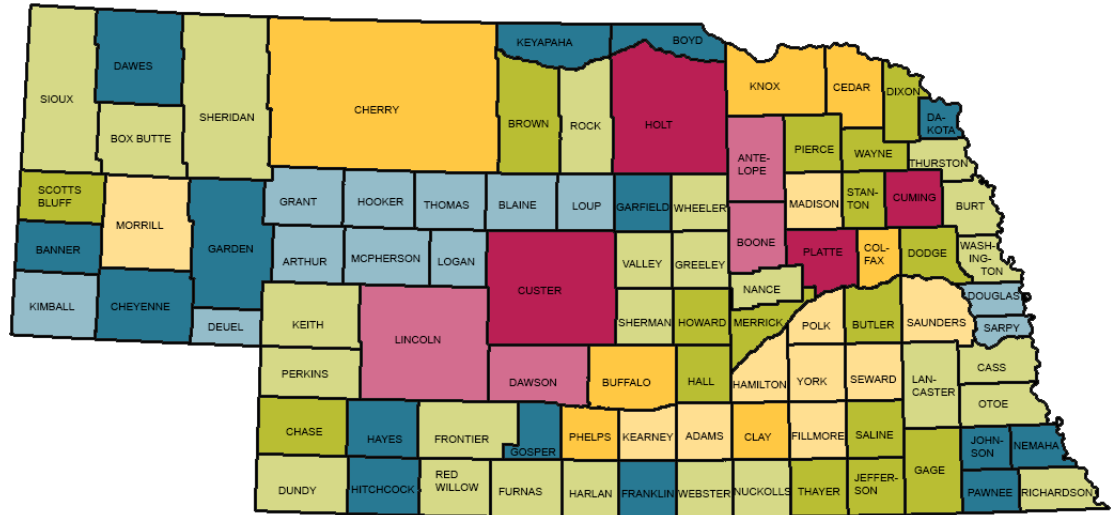 DAWES
SIOUX
BOX BUTTE
SHERIDAN
CHERRY
KEYAPAHA
BOYD
BROWN
ROCK
HOLT
KNOX
CEDAR
DIXON
DA-
KOTA
ANTE-
LOPE
PIERCE
WAYNE
THURSTON
SCOTTS
BLUFF
MORRILL
GARDEN
GRANT
HOOKER
THOMAS
BLAINE
LOUP
GARFIELD
WHEELER
MADISON
STAN-
TON
CUMING
BURT
BANNER
ARTHUR
MCPHERSON
LOGAN
CUSTER
VALLEY
GREELEY
BOONE
PLATTE
COL-
FAX
DODGE
WASH-
ING-
TON
KIMBALL
CHEYENNE
DEUEL
KEITH
LINCOLN
SHERMAN
HOWARD
NANCE
MERRICK
POLK
BUTLER
SAUNDERS
DOUGLAS
SARPY
PERKINS
DAWSON
BUFFALO
HALL
HAMILTON
YORK
SEWARD
LAN-
CASTER
CASS
OTOE
CHASE
HAYES
FRONTIER
GOSPER
PHELPS
KEARNEY
ADAMS
CLAY
FILLMORE
SALINE
GAGE
JOHN-
SON
NEMAHA
DUNDY
HITCHCOCK
RED
WILLOW
FURNAS
HARLAN
FRANKLIN
WEBSTER
NUCKOLLS
THAYER
JEFFER-
SON
PAWNEE
RICHARDSON